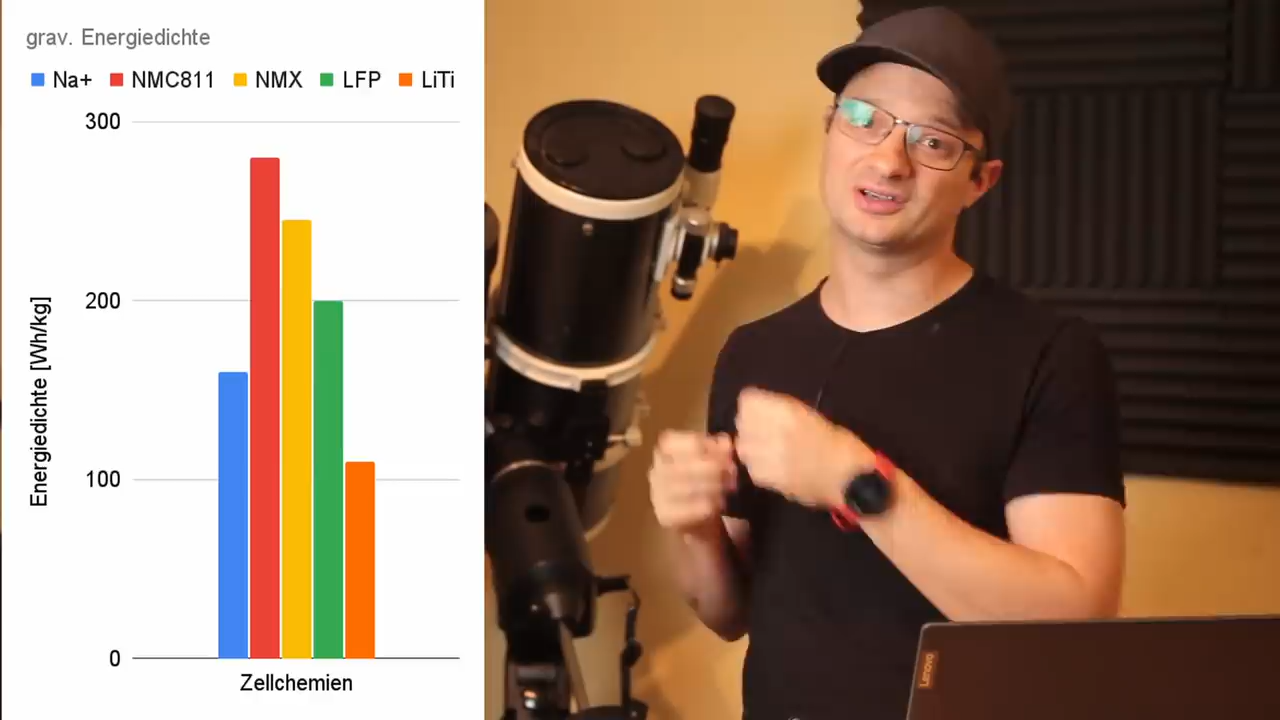 grav. Energiedichte
Na+ NMC811 NMX LFP LiTi
300
200
100
0
Energiedichte [Wh/kg]
Zellchemien
Lenovo